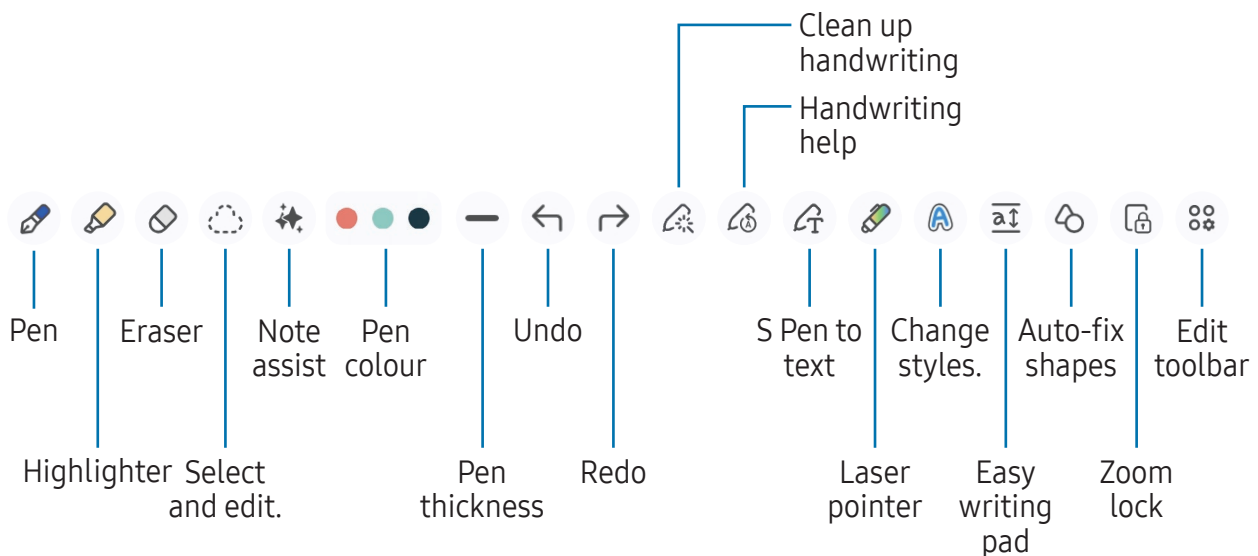 Clean up
handwriting
Handwriting
help
Pen
Eraser
Note
assist
Pen
colour
Undo
S Pen to
text
Change
styles.
Auto-fix
shapes
Edit
toolbar
Highlighter
Select
and edit.
Pen
thickness
Redo
Laser
pointer
Easy
writing
pad
Zoom
lock